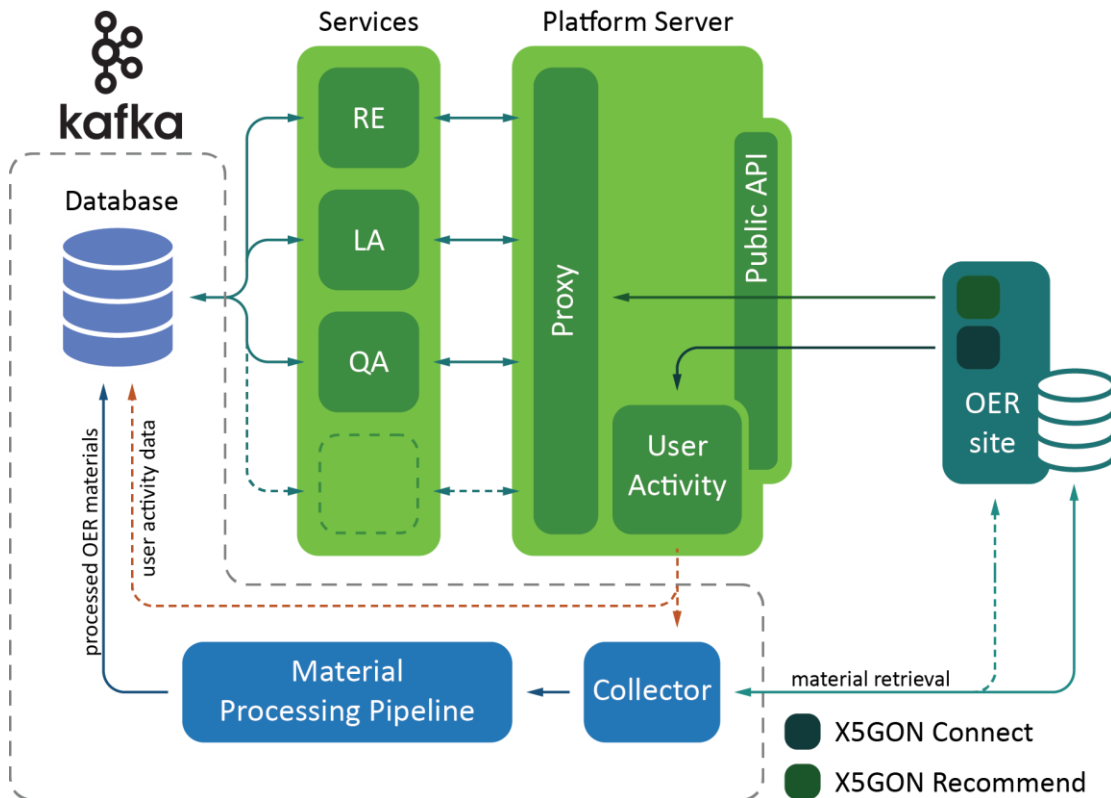 Services
Platform Server
kafka
Database
RE
LA
QA
Proxy
Public API
User
Activity
OER
site
processed OER materials
user activity data
Material
Processing Pipeline
Collector
material retrieval
X5GON Connect
X5GON Recommend